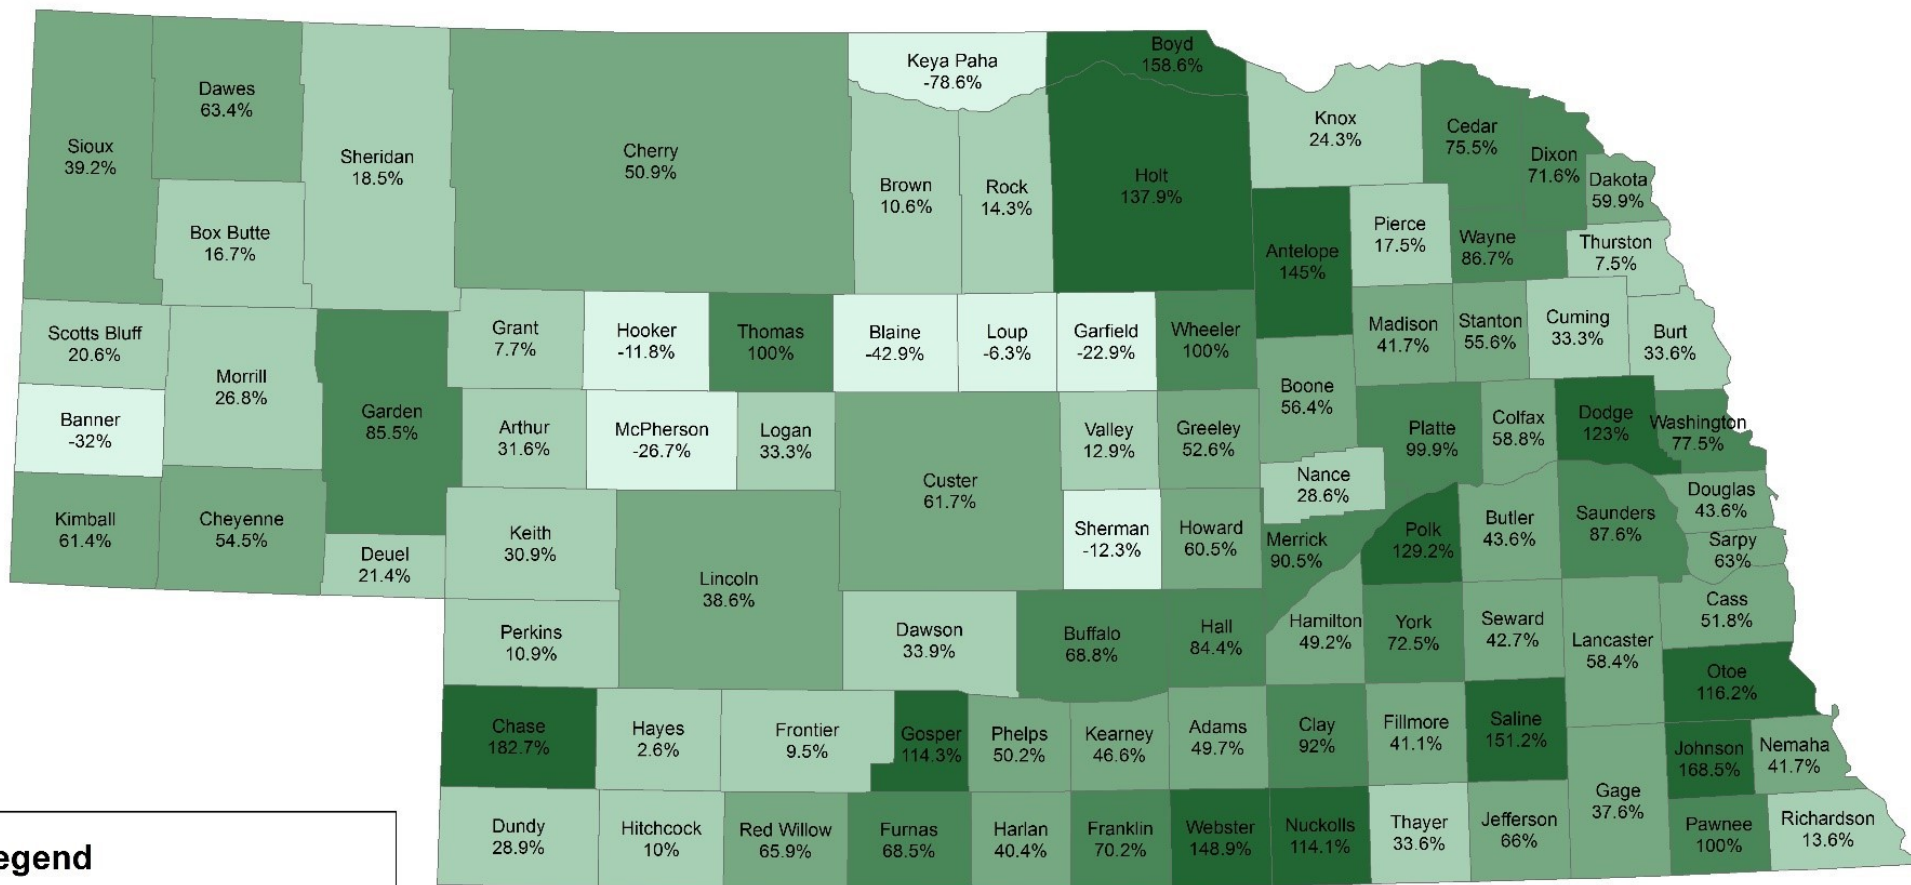 Sioux
39.2%
Dawes
63.4%
Box Butte
16.7%
Sheridan
18.5%
Cherry
50.9%
Keya Paha
-78.6%
Brown
10.6%
Rock
14.3%
Boyd
158.6%
Holt
137.9%
Knox
24.3%
Cedar
75.5%
Dixon
71.6%
Dakota
59.9%
Antelope
145%
Pierce
17.5%
Wayne
86.7%
Thurston
7.5%
Scotts Bluff
20.6%
Morrill
26.8%
Garden
85.5%
Grant
7.7%
Hooker
-11.8%
Thomas
100%
Blaine
-42.9%
Loup
-6.3%
Garfield
-22.9%
Wheeler
100%
Boone
56.4%
Madison
41.7%
Stanton
55.6%
Cuming
33.3%
Burt
33.6%
Banner
-32%
Arthur
31.6%
McPherson
-26.7%
Logan
33.3%
Custer
61.7%
Valley
12.9%
Greeley
52.6%
Nance
28.6%
Platte
99.9%
Colfax
58.8%
Dodge
123%
Washington
77.5%
Kimball
61.4%
Cheyenne
54.5%
Deuel
21.4%
Keith
30.9%
Lincoln
38.6%
Sherman
-12.3%
Howard
60.5%
Merrick
90.5%
Polk
129.2%
Butler
43.6%
Saunders
87.6%
Douglas
43.6%
Sarpy
63%
Perkins
10.9%
Dawson
33.9%
Buffalo
68.8%
Hall
84.4%
Hamilton
49.2%
York
72.5%
Seward
42.7%
Lancaster
58.4%
Cass
51.8%
Otoe
116.2%
Chase
182.7%
Hayes
2.6%
Frontier
9.5%
Gosper
114.3%
Phelps
50.2%
Kearney
46.6%
Adams
49.7%
Clay
92%
Fillmore
41.1%
Saline
151.2%
Gage
37.6%
Johnson
168.5%
Nemaha
41.7%
Dundy
28.9%
Hitchcock
10%
Red Willow
65.9%
Furnas
68.5%
Harlan
40.4%
Franklin
70.2%
Webster
148.9%
Nuckolls
114.1%
Thayer
33.6%
Jefferson
66%
Pawnee
100%
Richardson
13.6%
egend